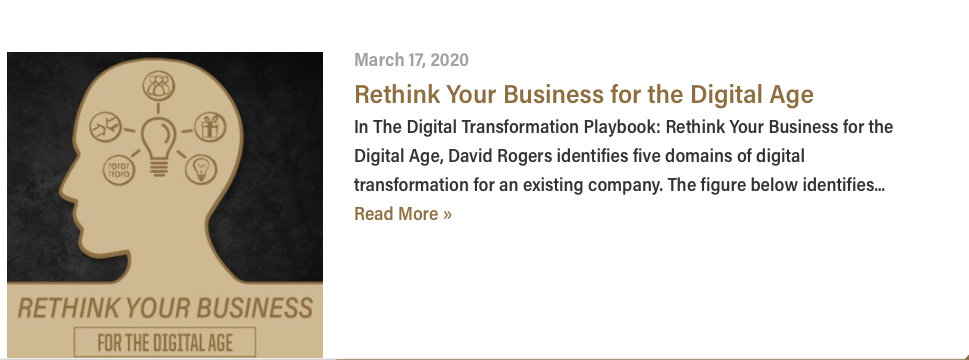 March 17, 2020
Rethink Your Business for the Digital Age
In The Digital Transformation Playbook: Rethink Your Business for the
Digital Age, David Rogers identifies five domains of digital
transformation for an existing company. The figure below identifies...
Read More »
RETHINK YOUR BUSINESS
FOR THE DIGITAL AGE